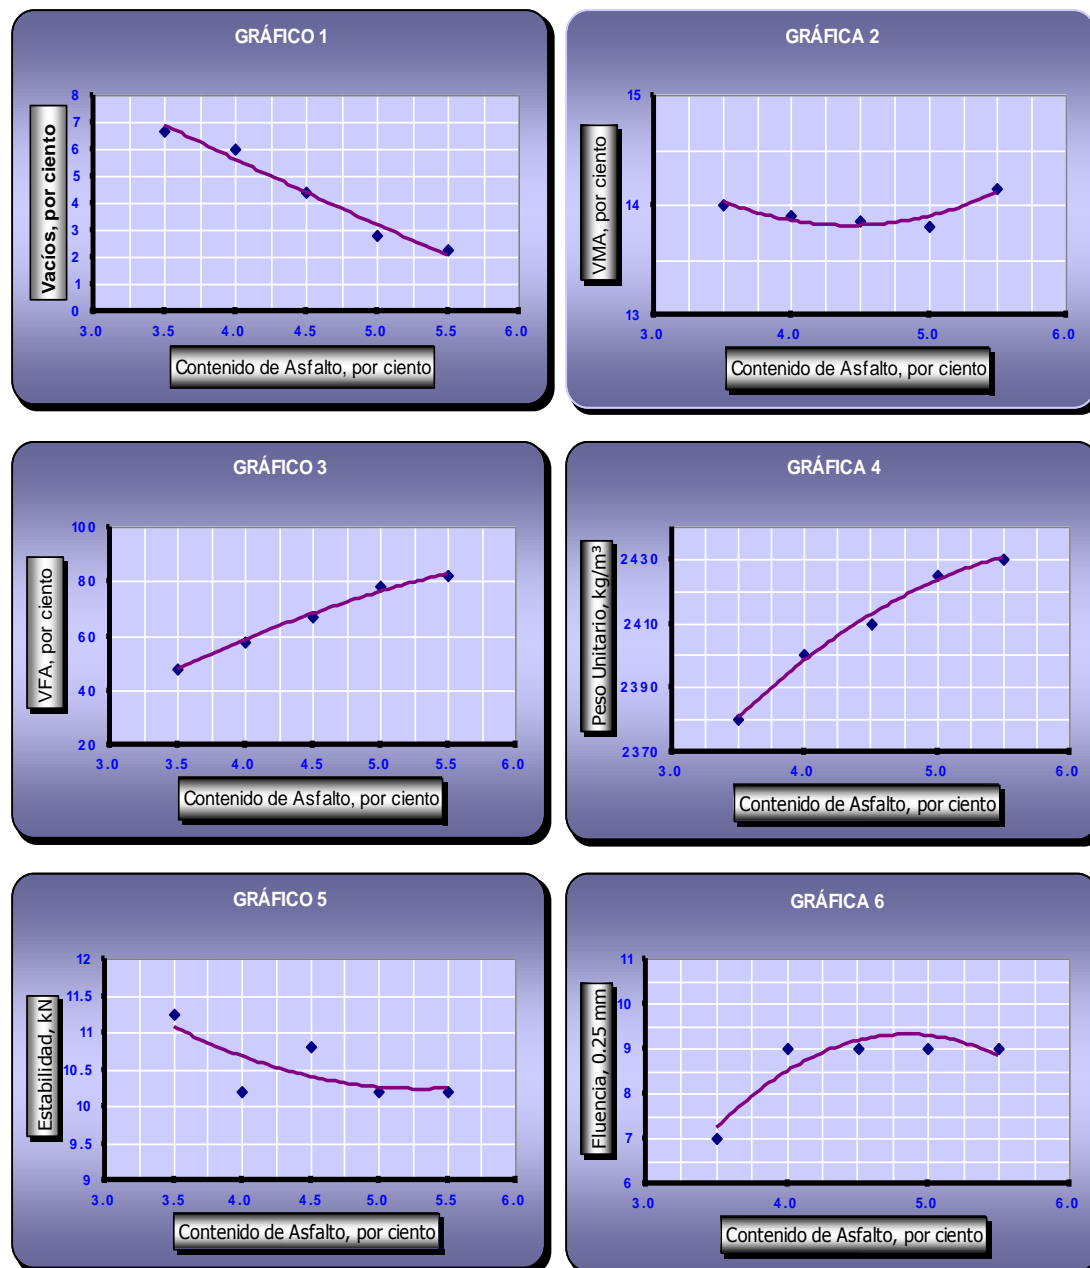 GRÁFICO 1
Vacíos, por ciento
8
7
6
5
4
3
2
1
0
3.0 3.5 4.0 4.5 5.0 5.5 6.0
Contenido de Asfalto, por ciento
GRÁFICA 2
VMA, por ciento
15
14
13
3.0 4.0 5.0 6.0
Contenido de Asfalto, por ciento
GRÁFICO 3
VFA, por ciento
100
80
60
40
20
3.0 3.5 4.0 4.5 5.0 5.5 6.0
Contenido de Asfalto, por ciento
GRÁFICA 4
Peso Unitario, kg/m³
2430
2410
2390
2370
3.0 4.0 5.0 6.0
Contenido de Asfalto, por ciento
GRÁFICO 5
Estabilidad, kN
12
11.5
11
10.5
10
9.5
9
3.0 3.5 4.0 4.5 5.0 5.5 6.0
Contenido de Asfalto, por ciento
GRÁFICA 6
Fluencia, 0.25 mm
11
10
9
8
7
6
3.0 4.0 5.0 6.0
Contenido de Asfalto, por ciento